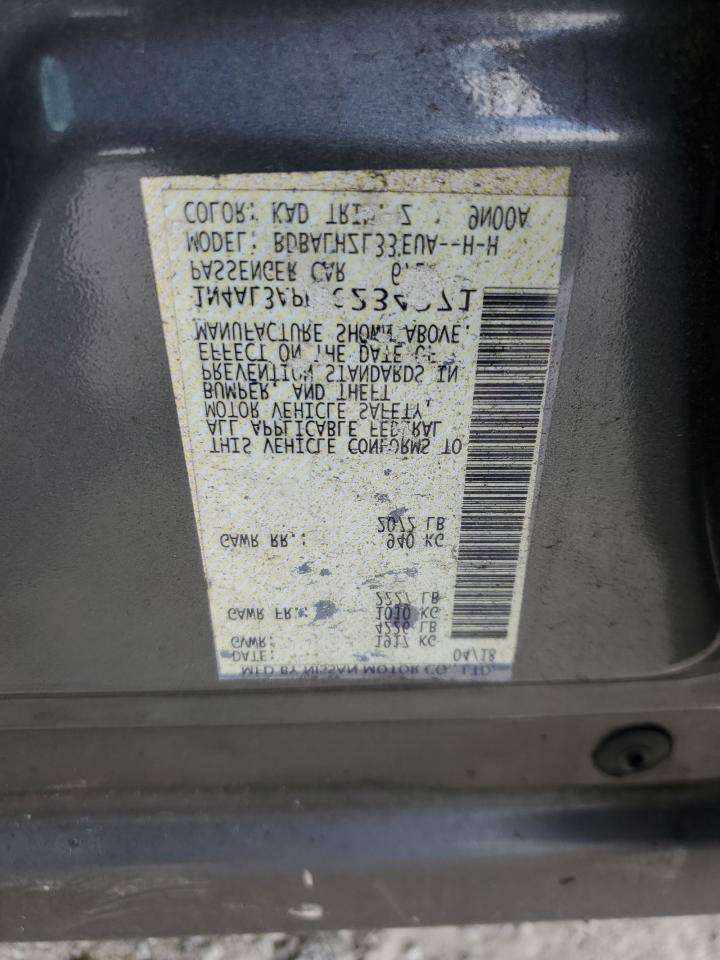 MFD BY NISSAN MOTOR CO., LTD.
DATE: 04/18
GVWR: 1917 KG
4226 LB
GAWR FR.: 1010 KG
2227 LB
GAWR RR.: 940 KG
2072 LB
THIS VEHICLE CONFORMS TO
ALL APPLICABLE FEDERAL
MOTOR VEHICLE SAFETY,
BUMPER, AND THEFT
PREVENTION STANDARDS IN
EFFECT ON THE DATE OF
MANUFACTURE SHOWN ABOVE.
PASSENGER CAR
MODEL:
COLOR: KAD TRIM: Z 9N00A